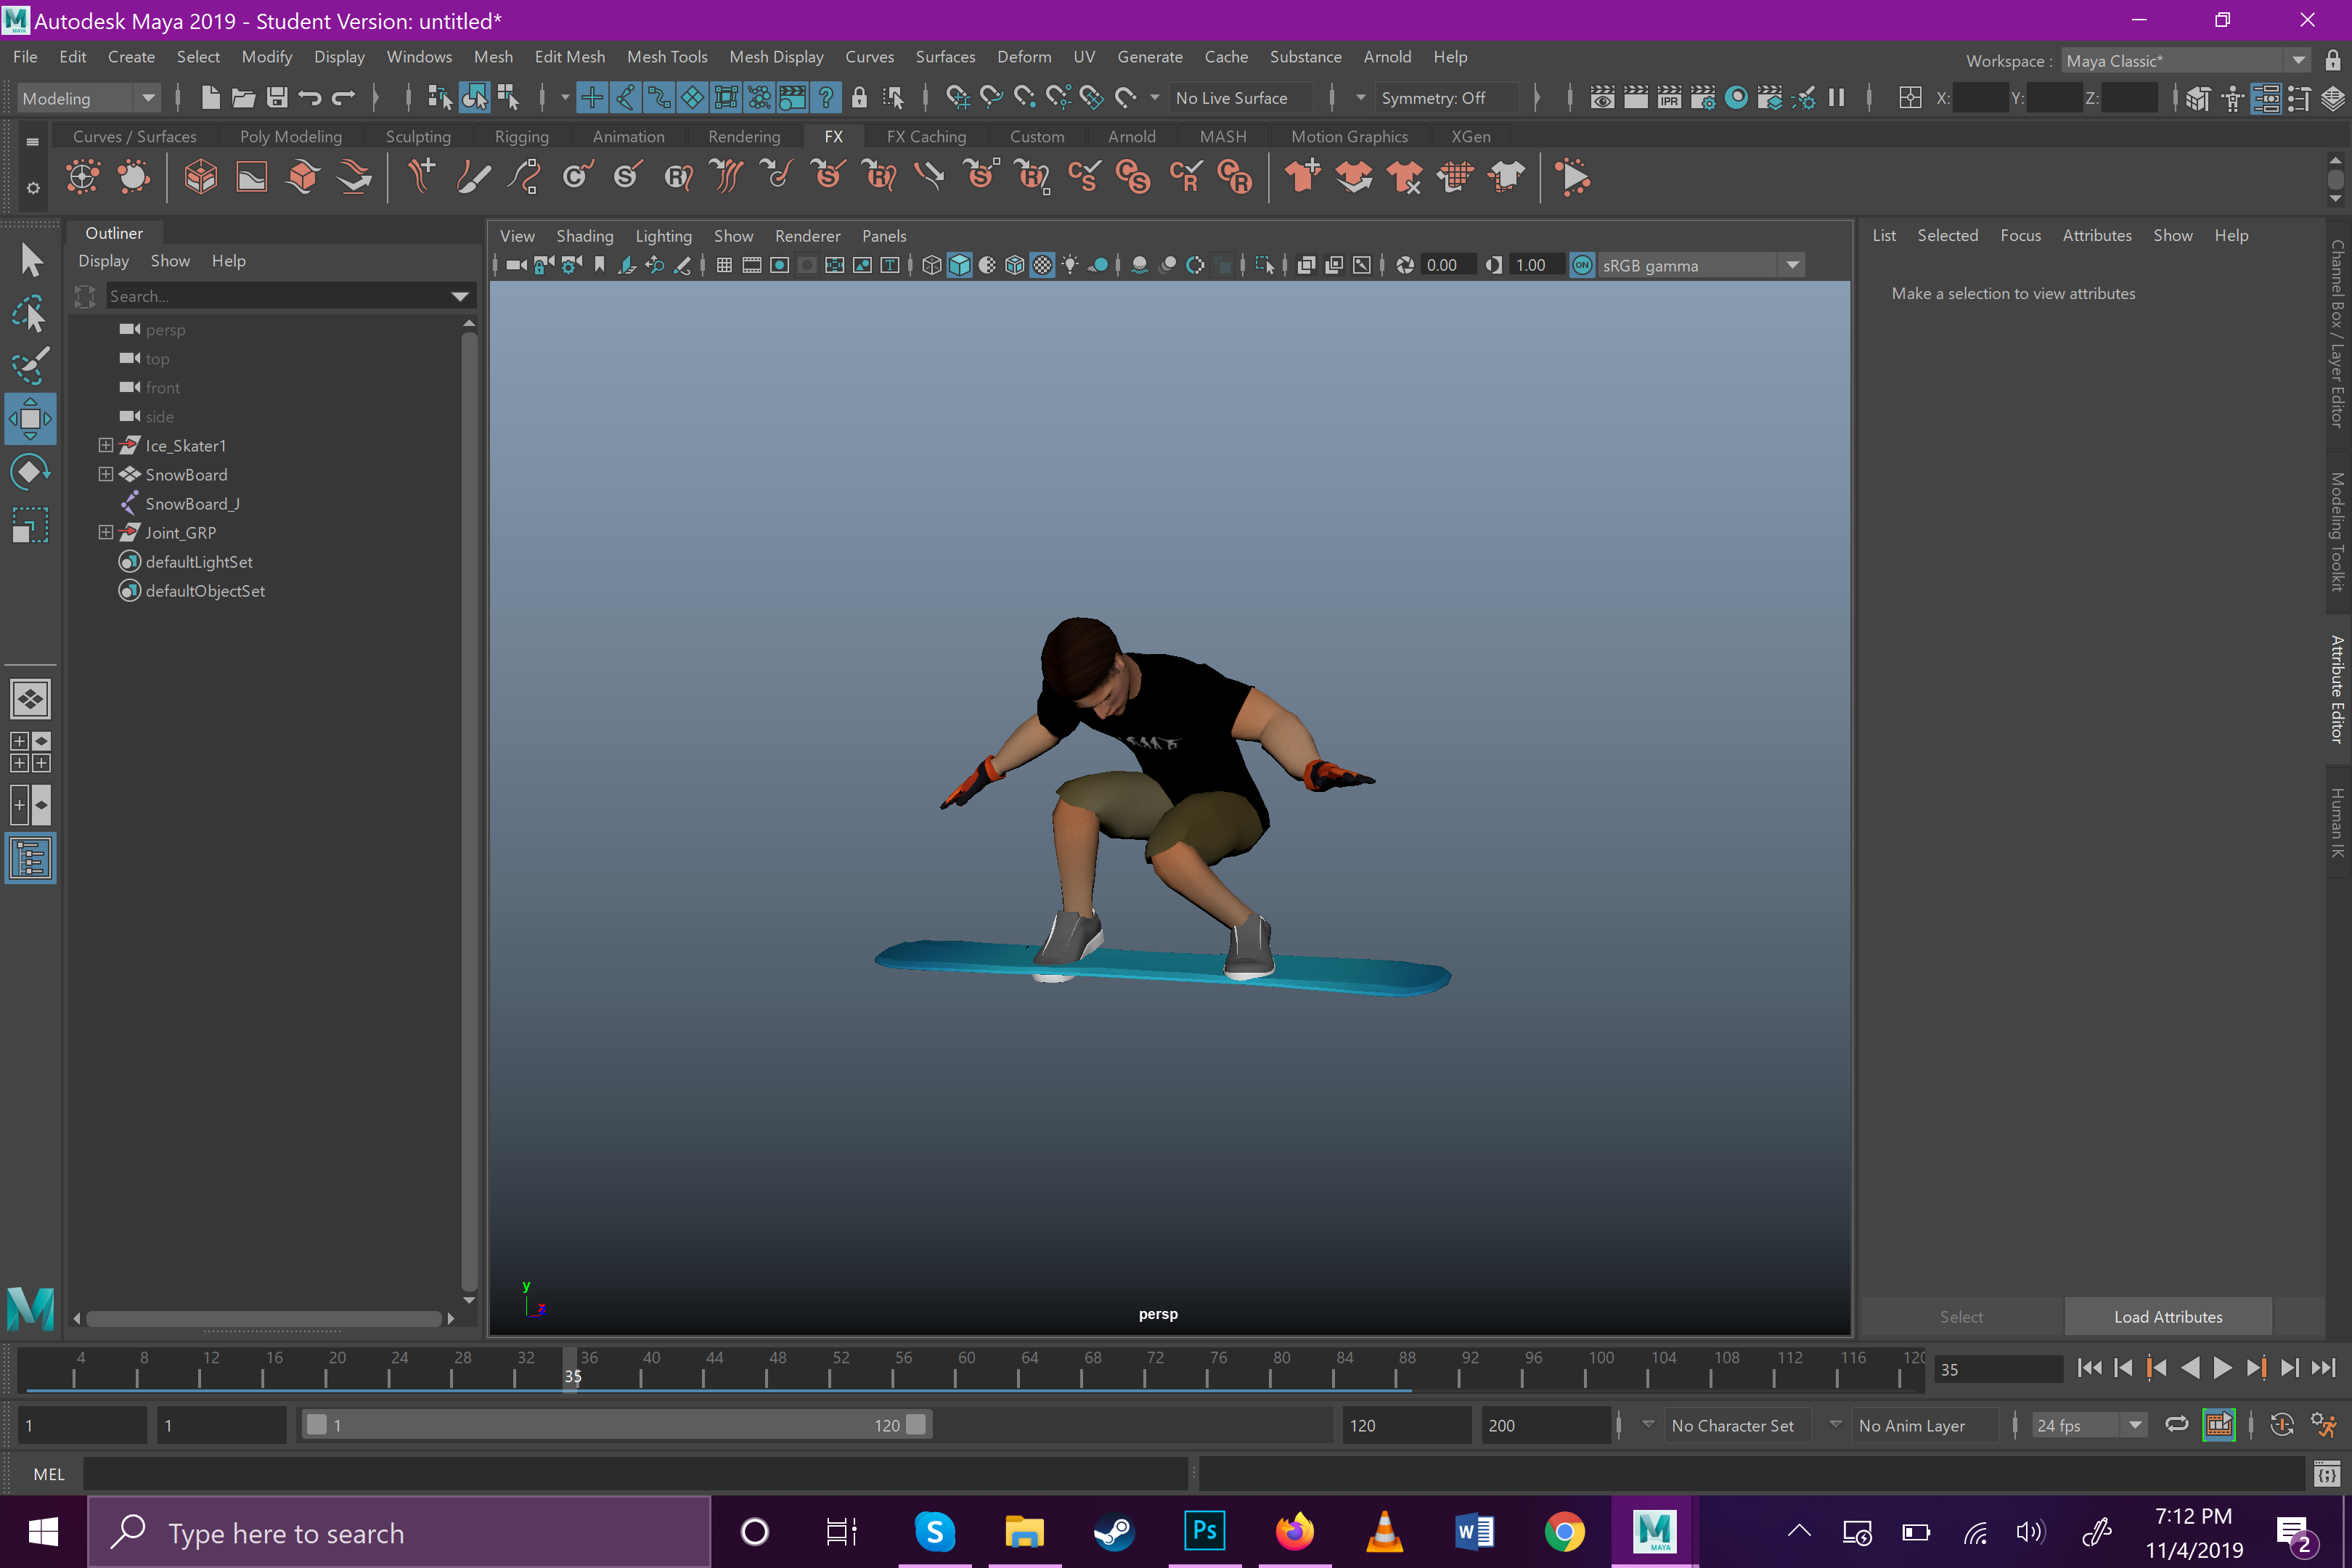 Autodesk Maya 2019 - Student Version: untitled*
File Edit Create Select Modify Display Windows Mesh Edit Mesh Mesh Tools Mesh Display Curves Surfaces Deform UV Generate Cache Substance Arnold Help
Workspace : Maya Classic*
Modeling
No Live Surface
Symmetry: Off
IPR
X: Y: Z:
Curves / Surfaces Poly Modeling Sculpting Rigging Animation Rendering FX FX Caching Custom Arnold MASH Motion Graphics XGen
Outliner
Display Show Help
Search...
persp
top
front
side
Ice_Skater1
SnowBoard
SnowBoard_J
Joint_GRP
defaultLightSet
defaultObjectSet
View Shading Lighting Show Renderer Panels
0.00 1.00 ON sRGB gamma
y
x
persp
List Selected Focus Attributes Show Help
Make a selection to view attributes
Select Load Attributes
Channel Box / Layer Editor
Modeling Toolkit
Attribute Editor
Human IK
4 8 12 16 20 24 28 32 36 40 44 48 52 56 60 64 68 72 76 80 84 88 92 96 100 104 108 112 116 120
35
35
1 1 1 120 120 200 No Character Set No Anim Layer 24 fps
MEL
Type here to search
S
Ps
W
M
MAYA
7:12 PM
11/4/2019
2